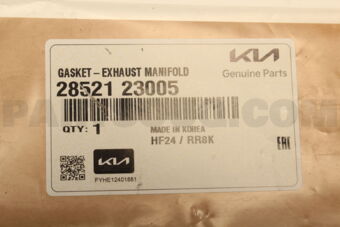 KIA
Genuine Parts
GASKET-EXHAUST MANIFOLD
28521 23005
QTY: 1
MADE IN KOREA
HF24 / RR8K
EAC
KIA
PYHE12401881